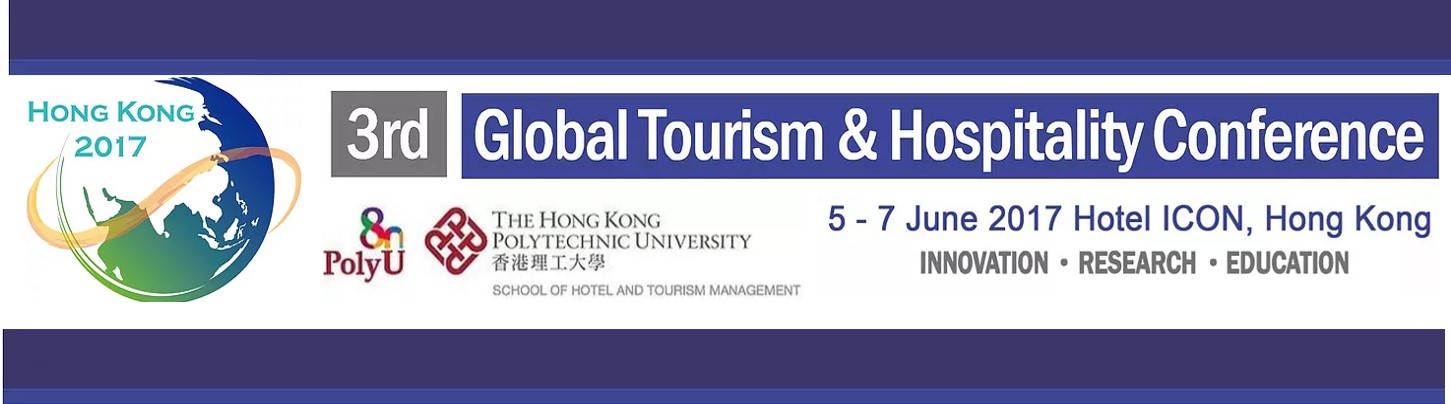 HONG KONG
2017
3rd Global Tourism & Hospitality Conference
8n
PolyU
THE HONG KONG
POLYTECHNIC UNIVERSITY
香港理工大學
SCHOOL OF HOTEL AND TOURISM MANAGEMENT
5 - 7 June 2017 Hotel ICON, Hong Kong
INNOVATION • RESEARCH • EDUCATION